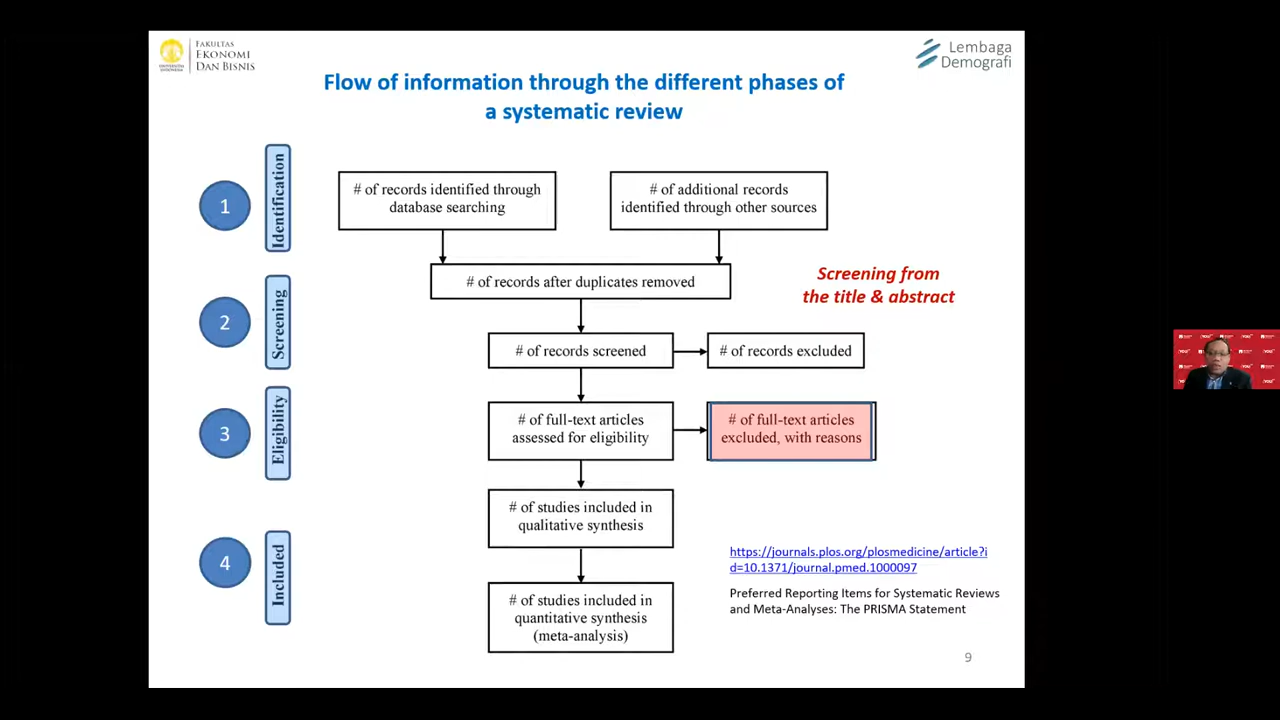 FAKULTAS
EKONOMI
DAN BISNIS
Lembaga
Demografi
Flow of information through the different phases of
a systematic review
1
Identification
# of records identified through
database searching
# of additional records
identified through other sources
# of records after duplicates removed
Screening from
the title & abstract
2
Screening
# of records screened
# of records excluded
3
Eligibility
# of full-text articles
assessed for eligibility
# of full-text articles
excluded, with reasons
# of studies included in
qualitative synthesis
4
Included
# of studies included in
quantitative synthesis
(meta-analysis)
https://journals.plos.org/plosmedicine/article?i
d=10.1371/journal.pmed.1000097
Preferred Reporting Items for Systematic Reviews
and Meta-Analyses: The PRISMA Statement
9